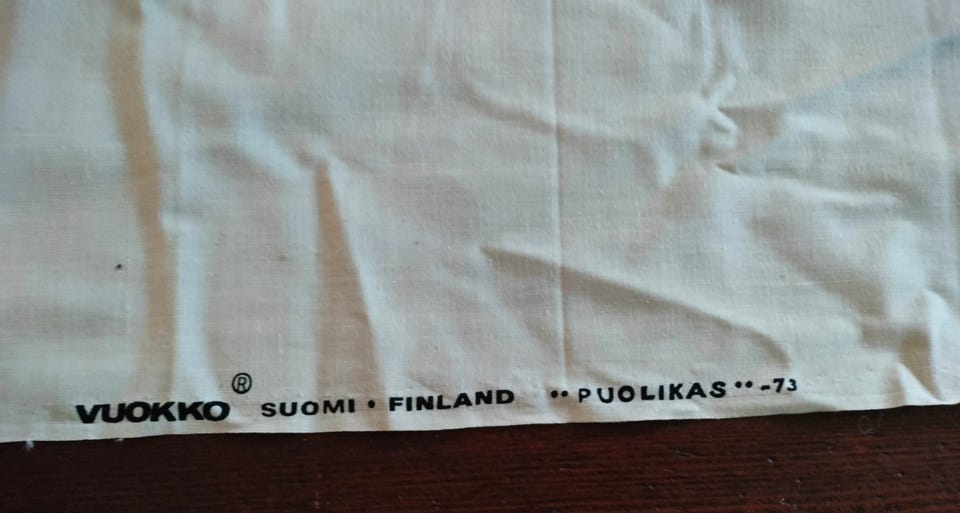 VUOKKO® SUOMI • FINLAND •• PUOLIKAS •• -73